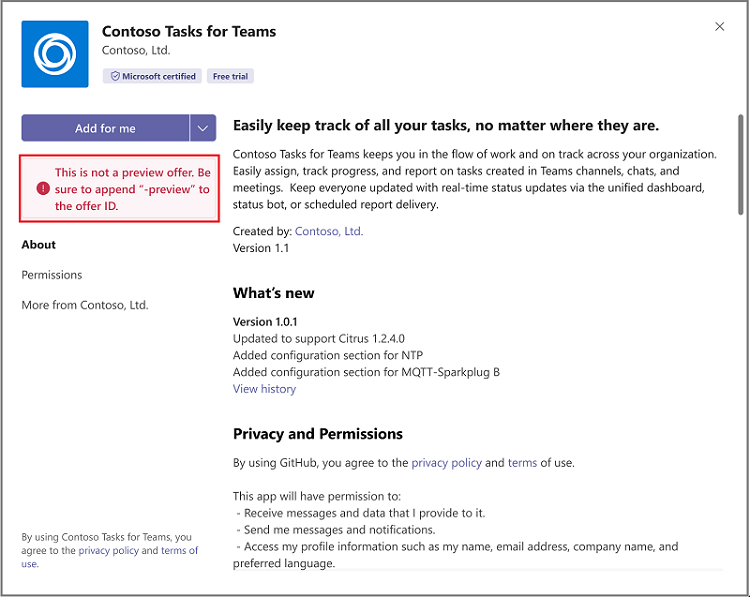 Contoso Tasks for Teams
Contoso, Ltd.
Microsoft certified
Free trial
Add for me
This is not a preview offer. Be
sure to append “-preview” to
the offer ID.
About
Permissions
More from Contoso, Ltd.
By using Contoso Tasks for Teams, you
agree to the privacy policy and terms of
use.
Easily keep track of all your tasks, no matter where they are.
Contoso Tasks for Teams keeps you in the flow of work and on track across your organization.
Easily assign, track progress, and report on tasks created in Teams channels, chats, and
meetings.  Keep everyone updated with real-time status updates via the unified dashboard,
status bot, or scheduled report delivery.
Created by: Contoso, Ltd.
Version 1.1
What’s new
Version 1.0.1
Updated to support Citrus 1.2.4.0
Added configuration section for NTP
Added configuration section for MQTT-Sparkplug B
View history
Privacy and Permissions
By using GitHub, you agree to the privacy policy and terms of use.
This app will have permission to:
- Receive messages and data that I provide to it.
- Send me messages and notifications.
- Access my profile information such as my name, email address, company name, and
preferred language.